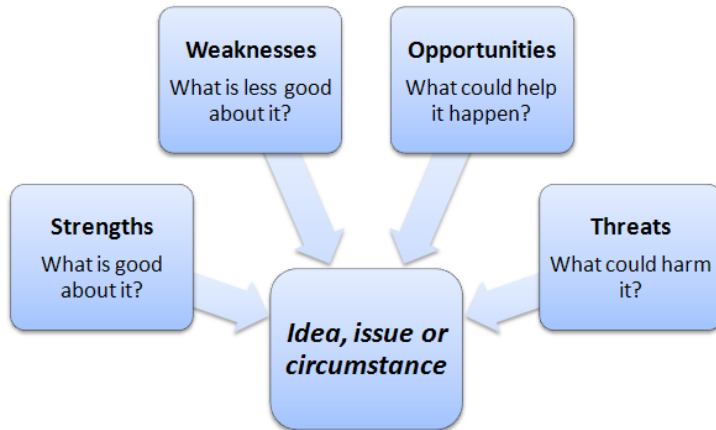 Weaknesses
What is less good
about it?
Opportunities
What could help
it happen?
Strengths
What is good
about it?
Threats
What could harm
it?
Idea, issue or
circumstance